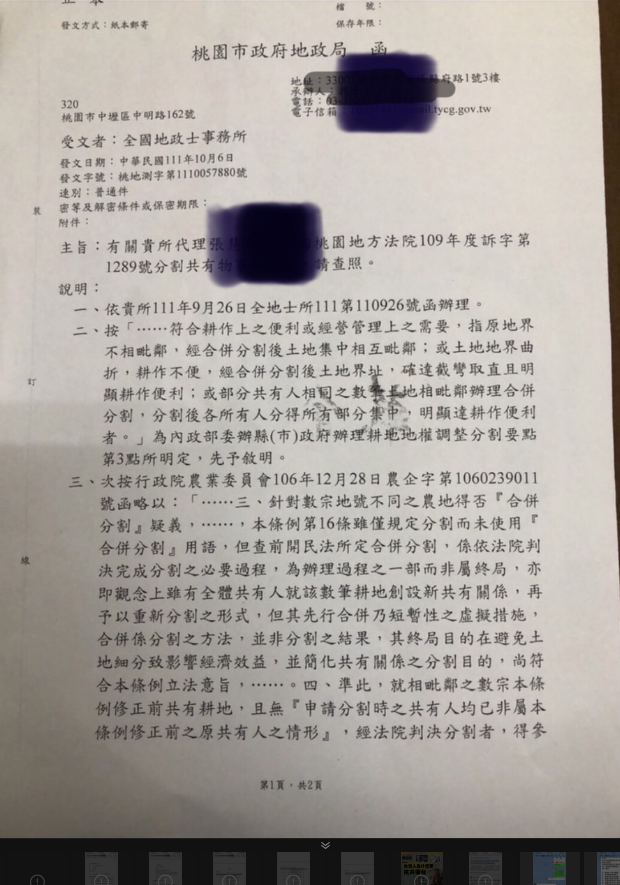 正本
檔　　號：
發文方式：紙本郵寄
保存年限：
桃園市政府地政局　函
地址：330 路1號3樓
承辦人：
電話：03-
電子信箱 .tycg.gov.tw
320
桃園市中壢區中明路162號
受文者：全國地政士事務所
發文日期：中華民國111年10月6日
發文字號：桃地測字第1110057880號
速別：普通件
密等及解密條件或保密期限：
裝
附件：
主旨：有關貴所代理張 桃園地方法院109年度訴字第
1289號分割共有物 請查照。
說明：
一、依貴所111年9月26日全地士所111第110926號函辦理。
二、按「⋯⋯符合耕作上之便利或經營管理上之需要，指原地界
不相毗鄰，經合併分割後土地集中相互毗鄰；或土地地界曲
折，耕作不便，經合併分割後土地界址，確達截彎取直且明
訂
顯耕作便利；或部分共有人相同之數宗土地相毗鄰辦理合併
分割，分割後各所有人分得所有部分集中，明顯達耕作便利
者。」為內政部委辦縣(市)政府辦理耕地地權調整分割要點
第3點所明定，先予敘明。
三、次按行政院農業委員會106年12月28日農企字第1060239011
號函略以：「⋯⋯三、針對數宗地號不同之農地得否『合併
分割』疑義，⋯⋯，本條例第16條雖僅規定分割而未使用『
合併分割』用語，但查前開民法所定合併分割，係依法院判
線
決完成分割之必要過程，為辦理過程之一部而非屬終局，亦
即觀念上雖有全體共有人就該數筆耕地創設新共有關係，再
予以重新分割之形式，但其先行合併乃短暫性之虛擬措施，
合併係分割之方法，並非分割之結果，其終局目的在避免土
地細分致影響經濟效益，並簡化共有關係之分割目的，尚符
合本條例立法意旨，⋯⋯。四、準此，就相毗鄰之數宗本條
例修正前共有耕地，且無『申請分割時之共有人均已非屬本
條例修正前之原共有人之情形』，經法院判決分割者，得參
第1頁，共2頁